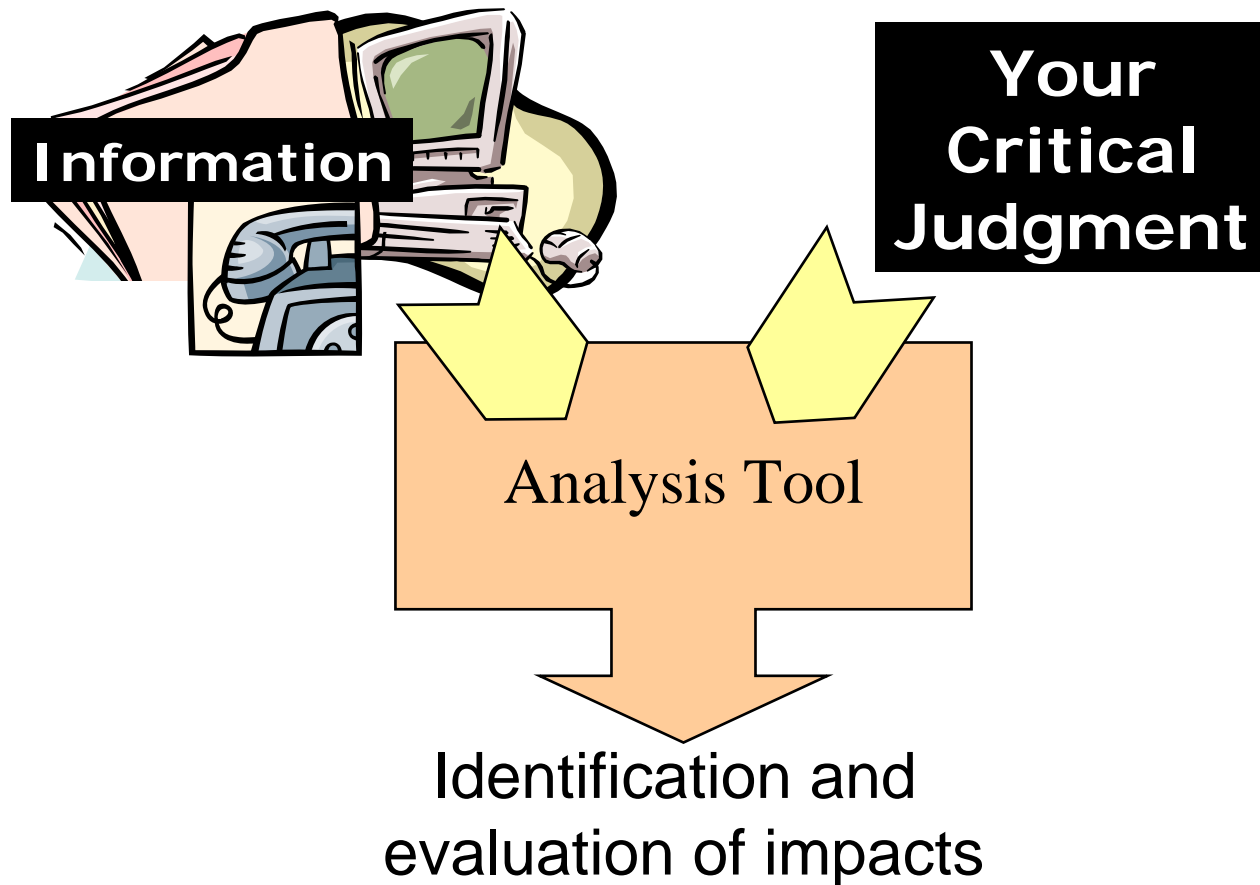 Information
Your
Critical
Judgment
Analysis Tool
Identification and
evaluation of impacts